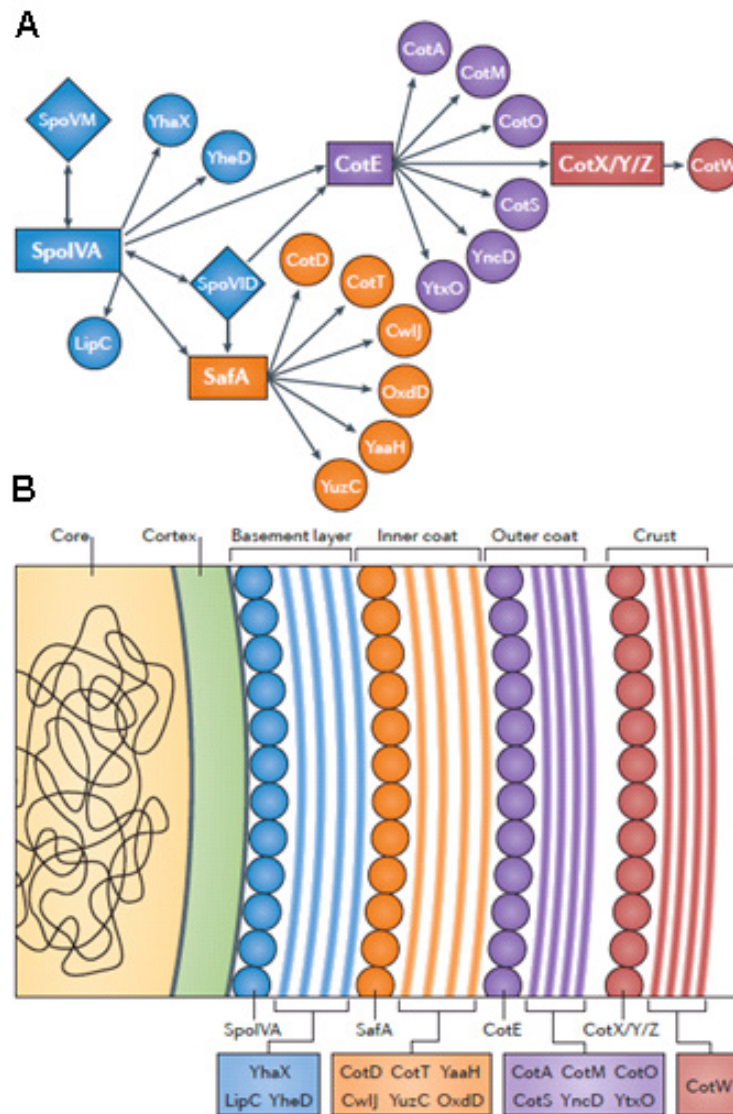 A
SpoVM
YhaX
YheD
CotA
CotM
CotO
CotE
CotX/Y/Z
CotW
CotS
YncD
YtxO
SpoIVA
SpoVID
CotD
CotT
CwlJ
LipC
SafA
OxdD
YaaH
YuzC
B
Core Cortex Basement layer Inner coat Outer coat Crust
SpoIVA SafA CotE CotX/Y/Z
YhaX CotD CotT YaaH CotA CotM CotO CotW
LipC YheD CwlJ YuzC OxdD CotS YncD YtxO